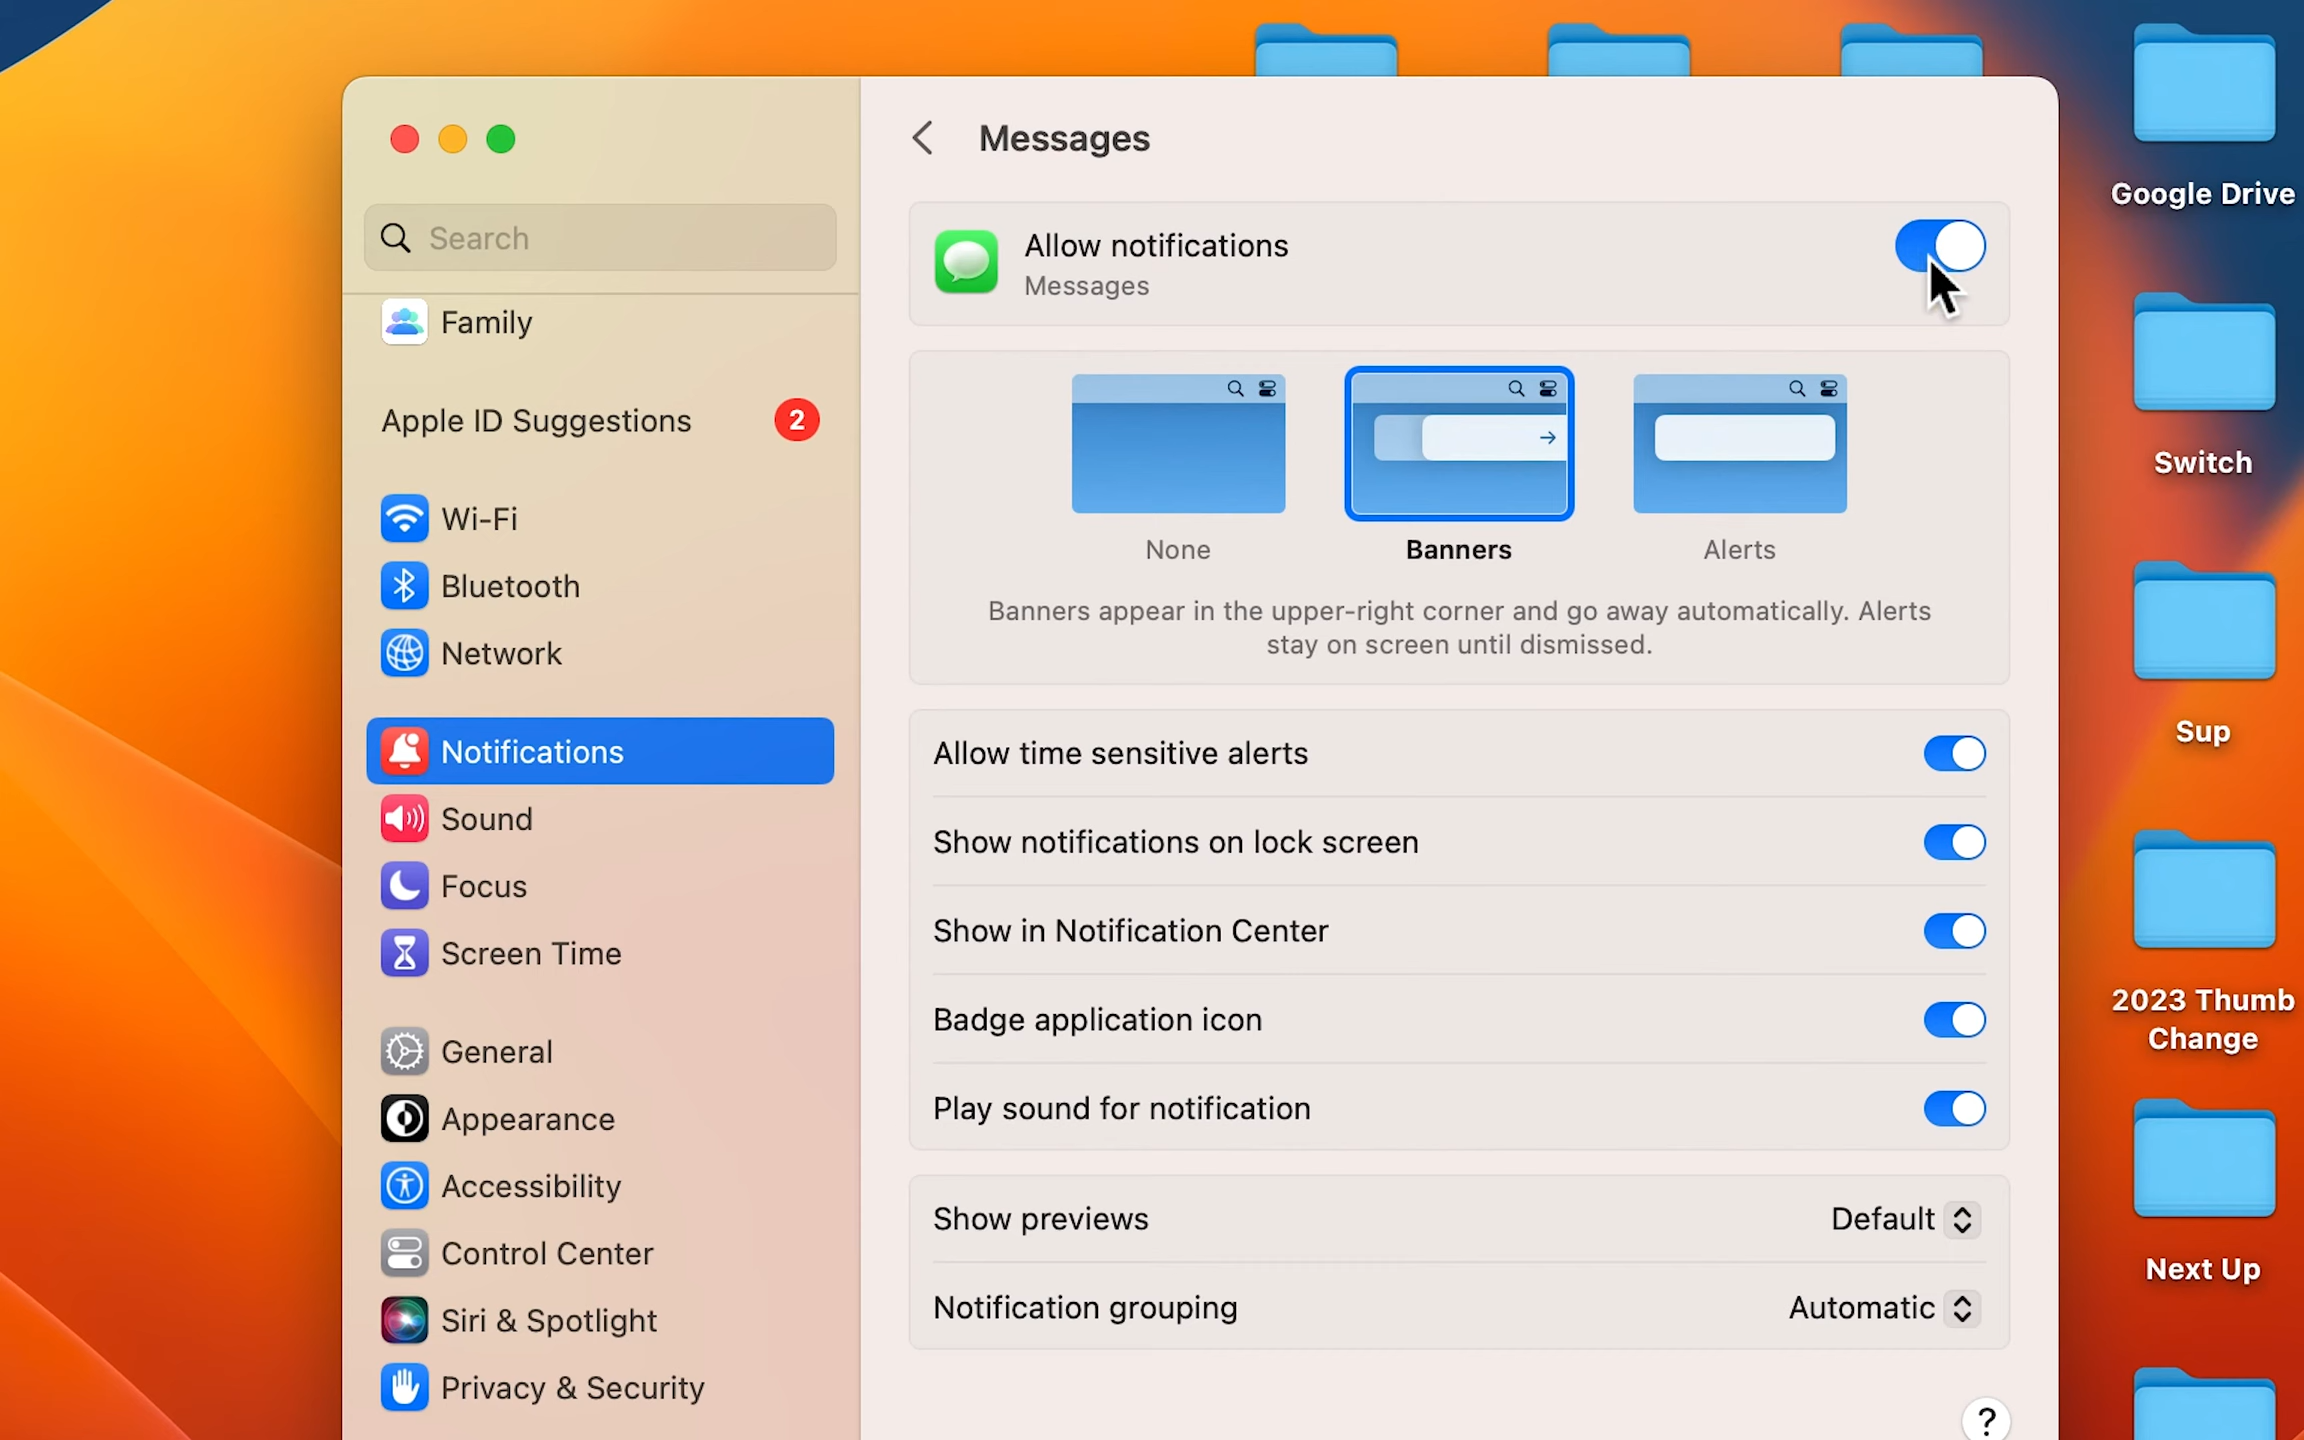 Search
Family
Apple ID Suggestions 2
Wi-Fi
Bluetooth
Network
Notifications
Sound
Focus
Screen Time
General
Appearance
Accessibility
Control Center
Siri & Spotlight
Privacy & Security
Messages
Allow notifications
Messages
None Banners Alerts
Banners appear in the upper-right corner and go away automatically. Alerts
stay on screen until dismissed.
Allow time sensitive alerts
Show notifications on lock screen
Show in Notification Center
Badge application icon
Play sound for notification
Show previews Default
Notification grouping Automatic
?
Google Drive
Switch
Sup
2023 Thumb
Change
Next Up